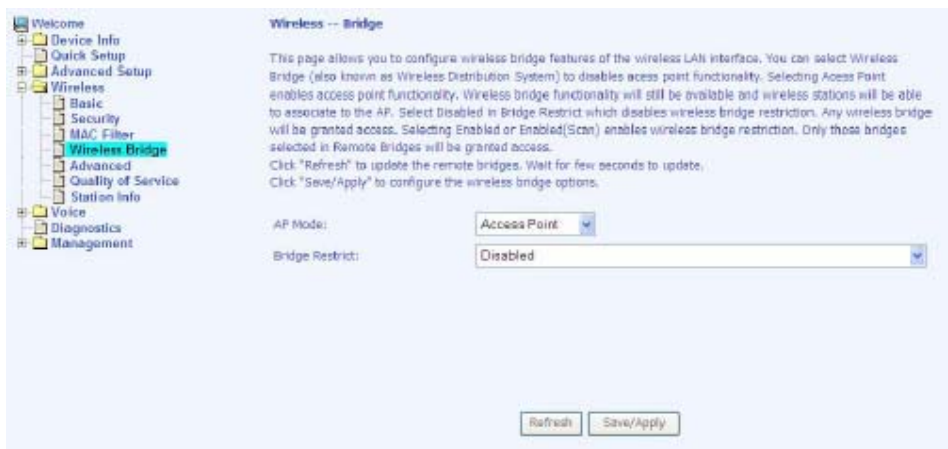 Welcome
Device Info
Quick Setup
Advanced Setup
Wireless
Basic
Security
MAC Filter
Wireless Bridge
Advanced
Quality of Service
Station Info
Voice
Diagnostics
Management
Wireless -- Bridge
This page allows you to configure wireless bridge features of the wireless LAN interface. You can select Wireless
Bridge (also known as Wireless Distribution System) to disables acess point functionality. Selecting Acess Point
enables access point functionality. Wireless bridge functionality will still be available and wireless stations will be able
to associate to the AP. Select Disabled in Bridge Restrict which disables wireless bridge restriction. Any wireless bridge
will be granted access. Selecting Enabled or Enabled(Scan) enables wireless bridge restriction. Only those bridges
selected in Remote Bridges will be granted access.
Click "Refresh" to update the remote bridges. Wait for few seconds to update.
Click "Save/Apply" to configure the wireless bridge options.
AP Mode: Access Point
Bridge Restrict: Disabled
Refresh Save/Apply